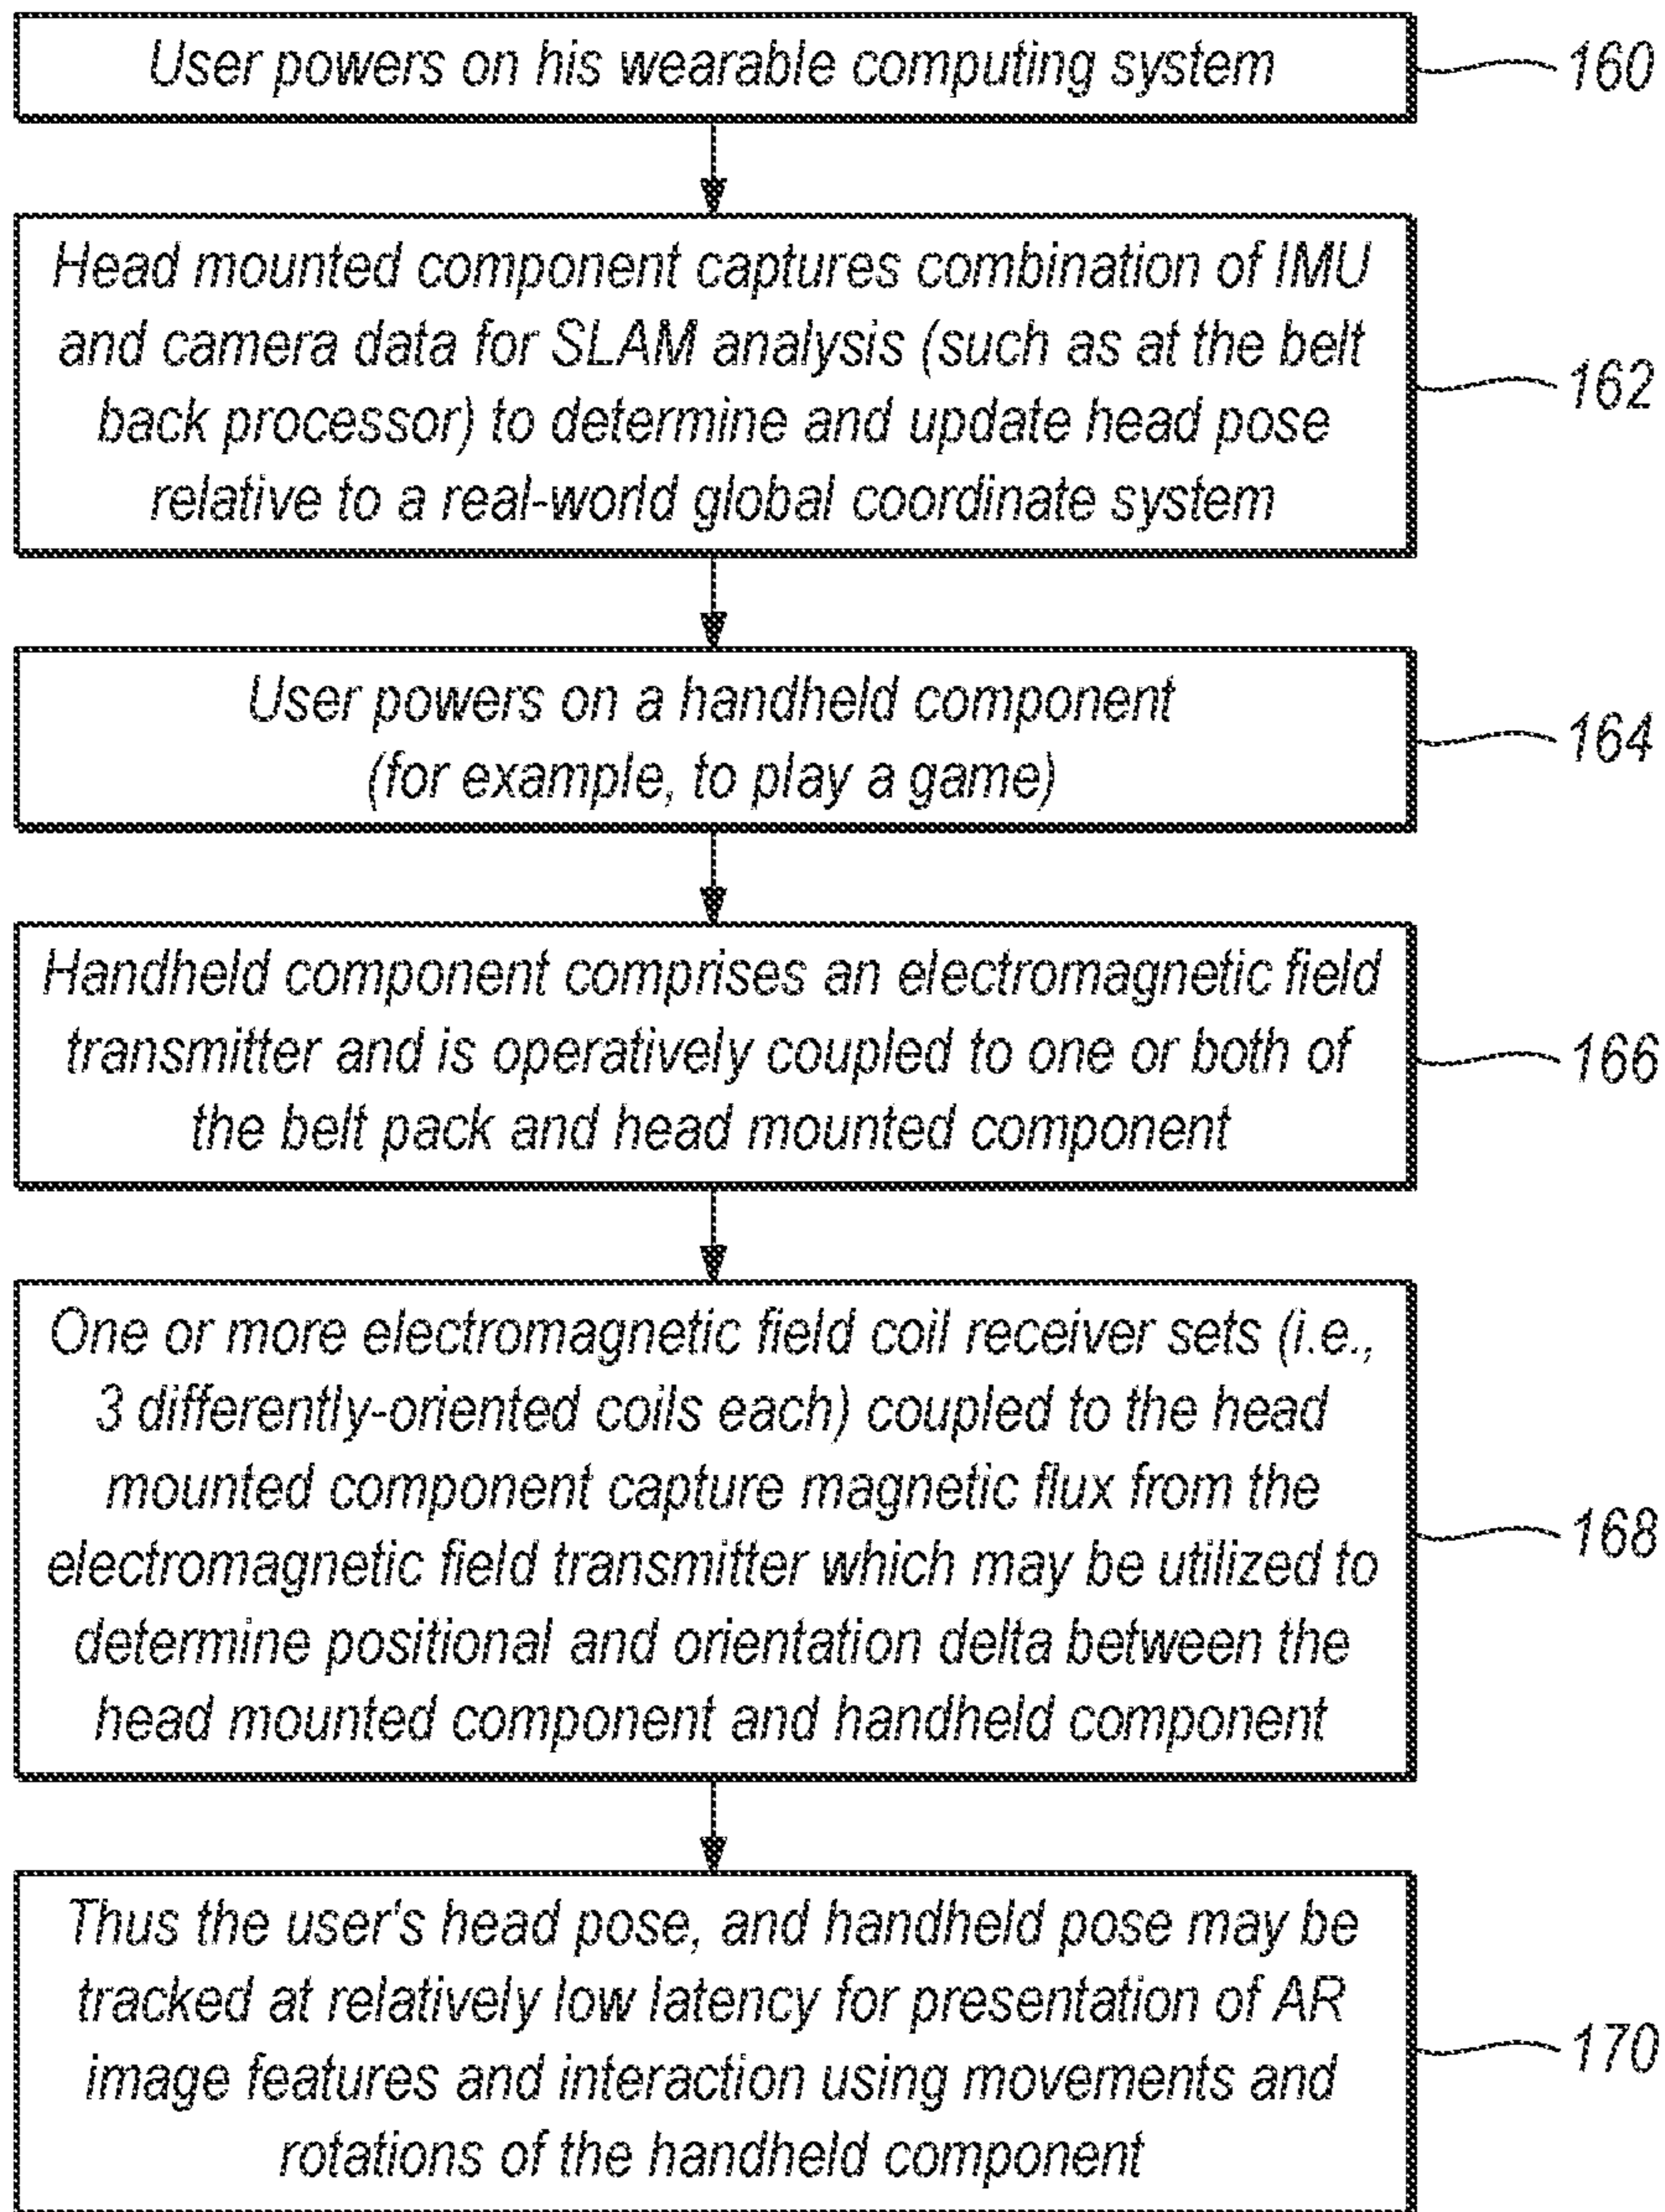 User powers on his wearable computing system
160
Head mounted component captures combination of IMU
and camera data for SLAM analysis (such as at the belt
back processor) to determine and update head pose
relative to a real-world global coordinate system
162
User powers on a handheld component
(for example, to play a game)
164
Handheld component comprises an electromagnetic field
transmitter and is operatively coupled to one or both of
the belt pack and head mounted component
166
One or more electromagnetic field coil receiver sets (i.e.,
3 differently-oriented coils each) coupled to the head
mounted component capture magnetic flux from the
electromagnetic field transmitter which may be utilized to
determine positional and orientation delta between the
head mounted component and handheld component
168
Thus the user's head pose, and handheld pose may be
tracked at relatively low latency for presentation of AR
image features and interaction using movements and
rotations of the handheld component
170